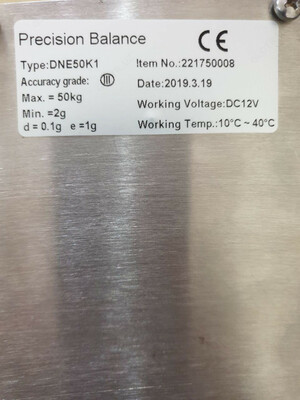 Precision Balance CE
Type:DNE50K1 Item No.:221750008
Accuracy grade: III Date:2019.3.19
Max. = 50kg Working Voltage:DC12V
Min. =2g
d = 0.1g e =1g Working Temp.:10°C ~ 40°C